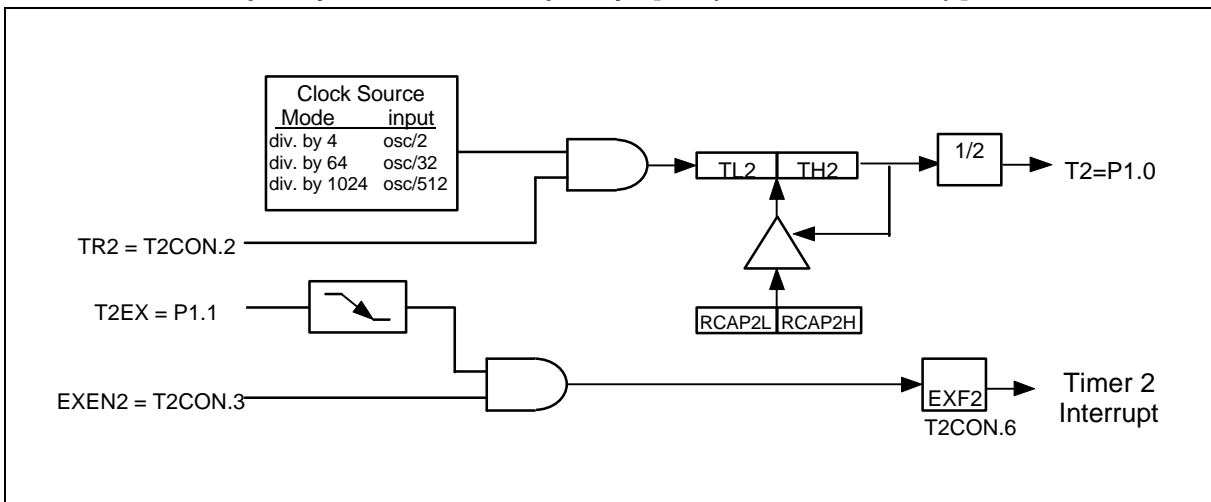 Clock Source
Mode input
div. by 4 osc/2
div. by 64 osc/32
div. by 1024 osc/512
TL2 TH2
1/2
T2=P1.0
TR2 = T2CON.2
T2EX = P1.1
RCAP2L RCAP2H
EXEN2 = T2CON.3
EXF2
T2CON.6
Timer 2
Interrupt